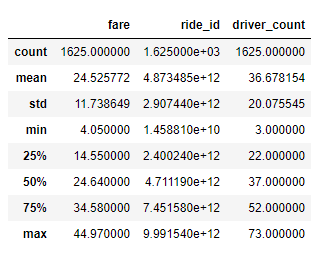 fare ride_id driver_count
count 1625.000000 1.625000e+03 1625.000000
mean 24.525772 4.873485e+12 36.678154
std 11.738649 2.907440e+12 20.075545
min 4.050000 1.458810e+10 3.000000
25% 14.550000 2.400240e+12 22.000000
50% 24.640000 4.711190e+12 37.000000
75% 34.580000 7.451580e+12 52.000000
max 44.970000 9.991540e+12 73.000000